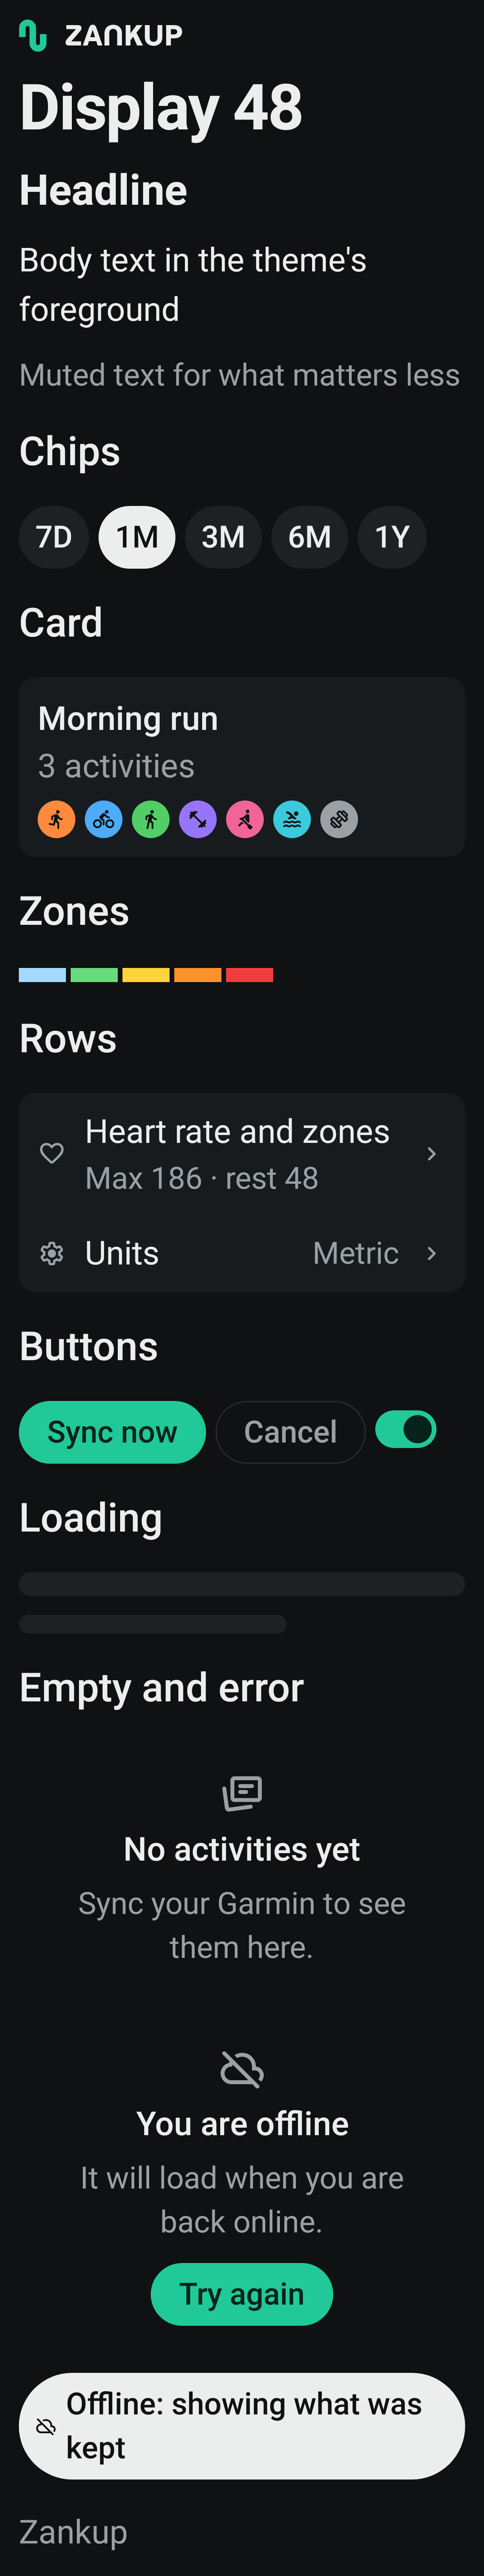 ZANKUP
Display 48
Headline
Body text in the theme's
foreground
Muted text for what matters less
Chips
7D 1M 3M 6M 1Y
Card
Morning run
3 activities
Zones
Rows
Heart rate and zones
Max 186 · rest 48
Units Metric
Buttons
Sync now Cancel
Loading
Empty and error
No activities yet
Sync your Garmin to see
them here.
You are offline
It will load when you are
back online.
Try again
Offline: showing what was
kept
Zankup